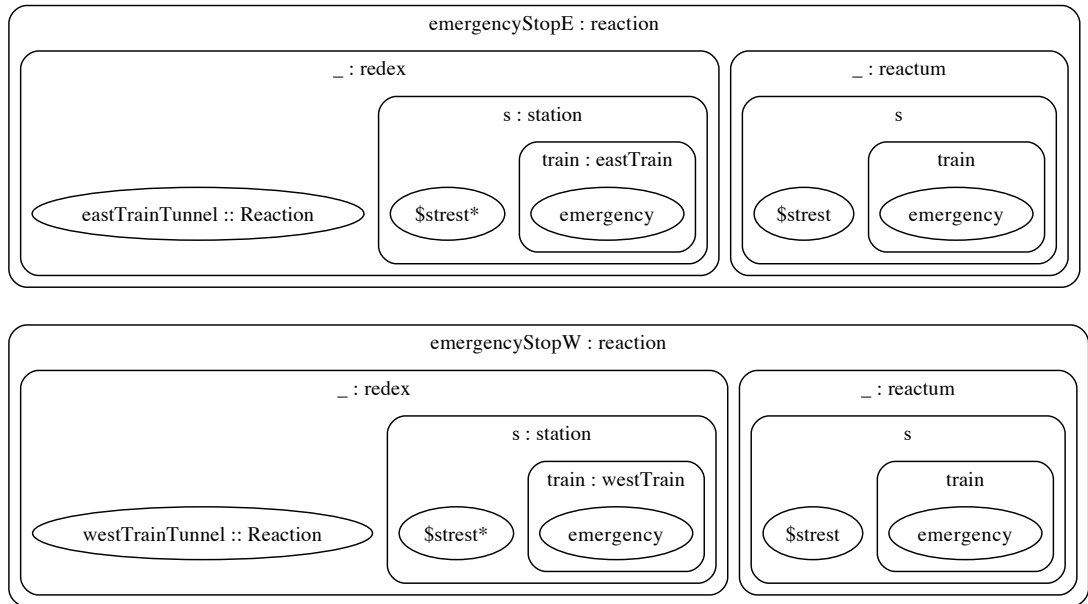 emergencyStopE : reaction
_ : redex
_ : reactum
s : station
s
train : eastTrain
train
eastTrainTunnel :: Reaction
$strest*
emergency
$strest
emergency
emergencyStopW : reaction
_ : redex
_ : reactum
s : station
s
train : westTrain
train
westTrainTunnel :: Reaction
$strest*
emergency
$strest
emergency